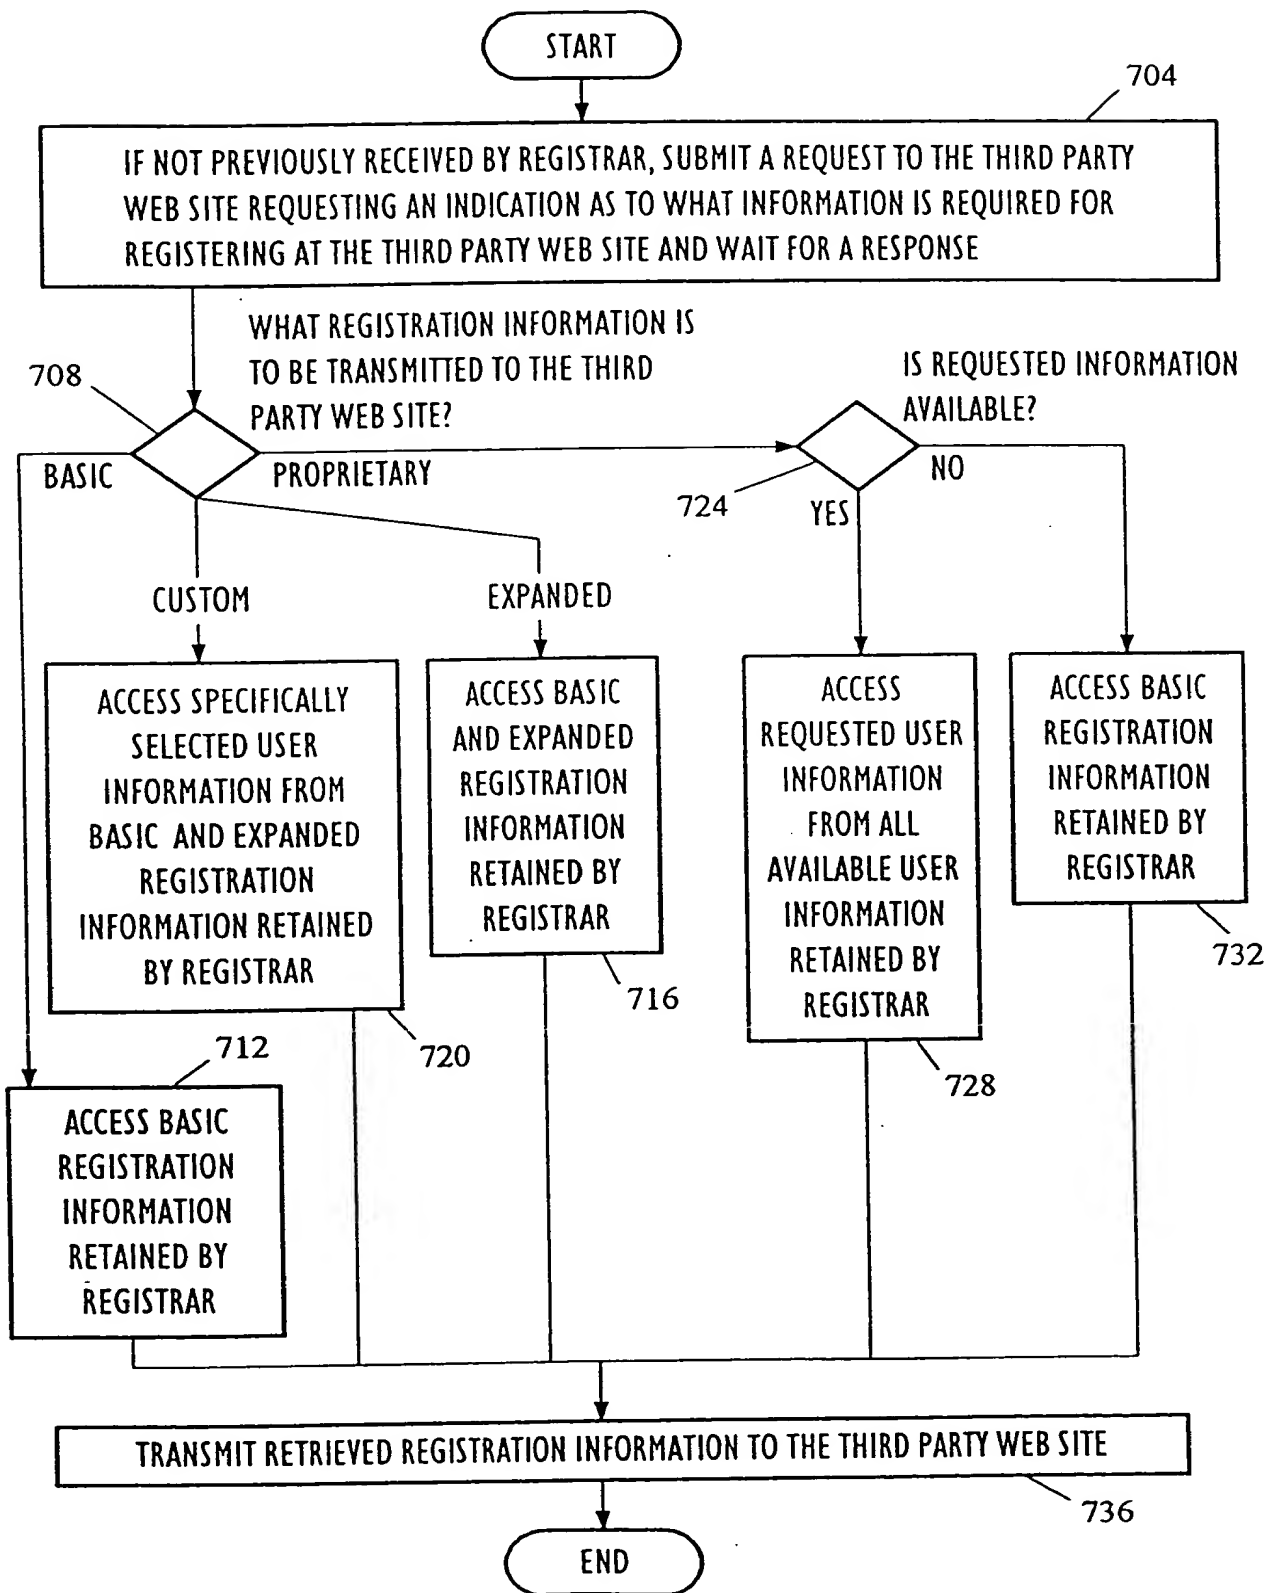 START
704
IF NOT PREVIOUSLY RECEIVED BY REGISTRAR, SUBMIT A REQUEST TO THE THIRD PARTY
WEB SITE REQUESTING AN INDICATION AS TO WHAT INFORMATION IS REQUIRED FOR
REGISTERING AT THE THIRD PARTY WEB SITE AND WAIT FOR A RESPONSE
WHAT REGISTRATION INFORMATION IS
TO BE TRANSMITTED TO THE THIRD
PARTY WEB SITE?
708
IS REQUESTED INFORMATION
AVAILABLE?
BASIC
PROPRIETARY
724
NO
YES
CUSTOM
EXPANDED
ACCESS SPECIFICALLY
SELECTED USER
INFORMATION FROM
BASIC AND EXPANDED
REGISTRATION
INFORMATION RETAINED
BY REGISTRAR
720
ACCESS BASIC
AND EXPANDED
REGISTRATION
INFORMATION
RETAINED BY
REGISTRAR
716
ACCESS
REQUESTED USER
INFORMATION
FROM ALL
AVAILABLE USER
INFORMATION
RETAINED BY
REGISTRAR
728
ACCESS BASIC
REGISTRATION
INFORMATION
RETAINED BY
REGISTRAR
732
712
ACCESS BASIC
REGISTRATION
INFORMATION
RETAINED BY
REGISTRAR
TRANSMIT RETRIEVED REGISTRATION INFORMATION TO THE THIRD PARTY WEB SITE
736
END